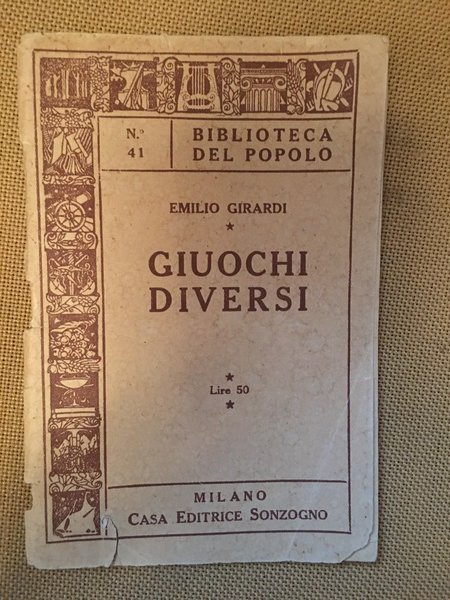 N.º
41
BIBLIOTECA
DEL POPOLO
EMILIO GIRARDI
GIUOCHI
DIVERSI
Lire 50
MILANO
CASA EDITRICE SONZOGNO